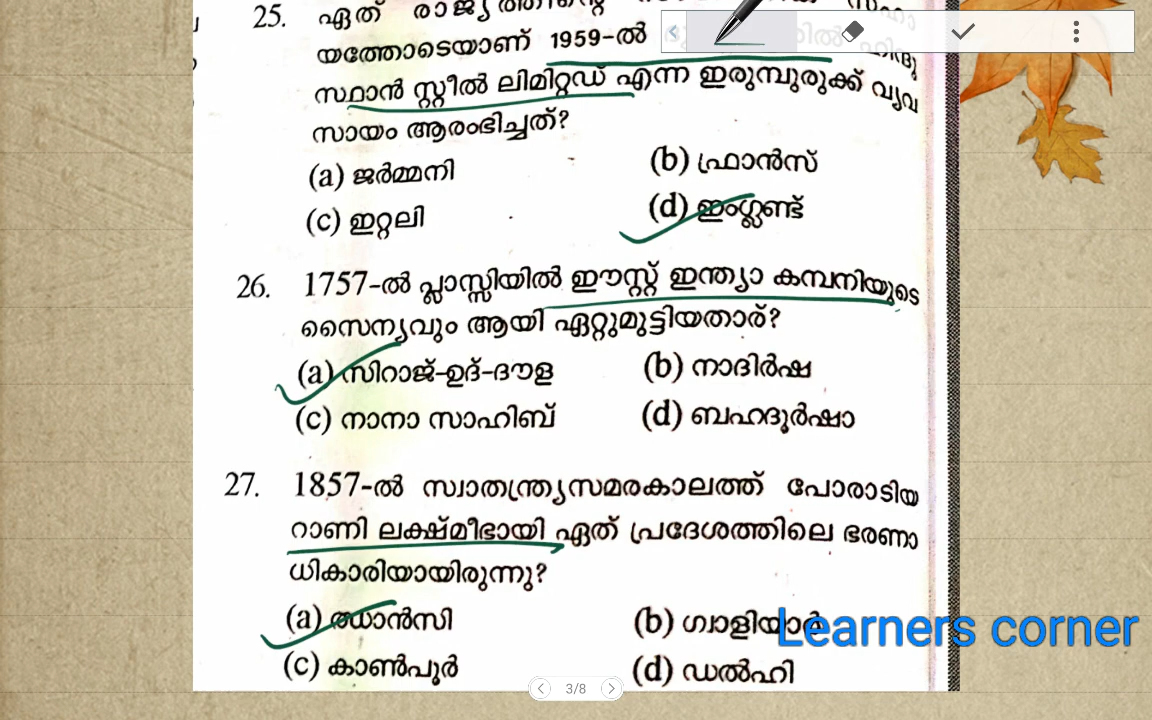 25. ഏത്
യത്തോടെയാണ് 1959-ൽ
സ്ഥാൻ സ്റ്റീൽ ലിമിറ്റഡ് എന്ന ഇരുമ്പുരുക്ക് വ്യവ
സായം ആരംഭിച്ചത്?
(a) ജർമ്മനി (b) ഫ്രാൻസ്
(c) ഇറ്റലി (d) ഇംഗ്ലണ്ട്
26. 1757-ൽ പ്ലാസ്സിയിൽ ഈസ്റ്റ് ഇന്ത്യാ കമ്പനിയുടെ
സൈന്യവും ആയി ഏറ്റുമുട്ടിയതാര്?
(a) സിറാജ്-ഉദ്-ദൗള (b) നാദിർഷ
(c) നാനാ സാഹിബ് (d) ബഹദൂർഷാ
27. 1857-ൽ സ്വാതന്ത്ര്യസമരകാലത്ത് പോരാടിയ
റാണി ലക്ഷ്മീഭായി ഏത് പ്രദേശത്തിലെ ഭരണാ
ധികാരിയായിരുന്നു?
(a) ഝാൻസി (b) ഗ്വാളിയാർ
(c) കാൺപൂർ (d) ഡൽഹി
Learners corner
3/8